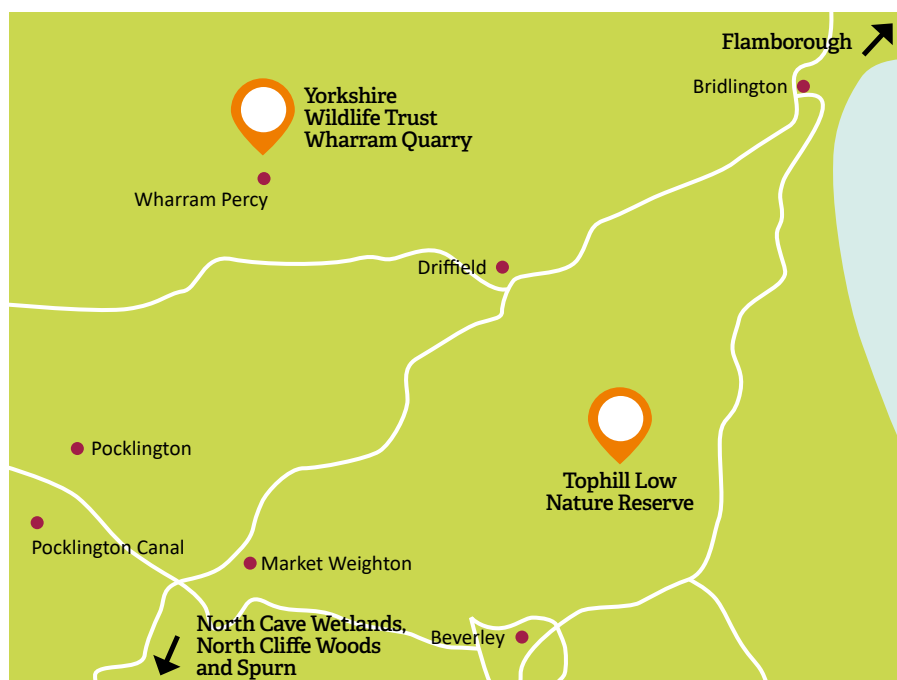 Flamborough
Bridlington
Yorkshire
Wildlife Trust
Wharram Quarry
Wharram Percy
Driffield
Pocklington
Tophill Low
Nature Reserve
Pocklington Canal
Market Weighton
North Cave Wetlands,
North Cliffe Woods
and Spurn
Beverley